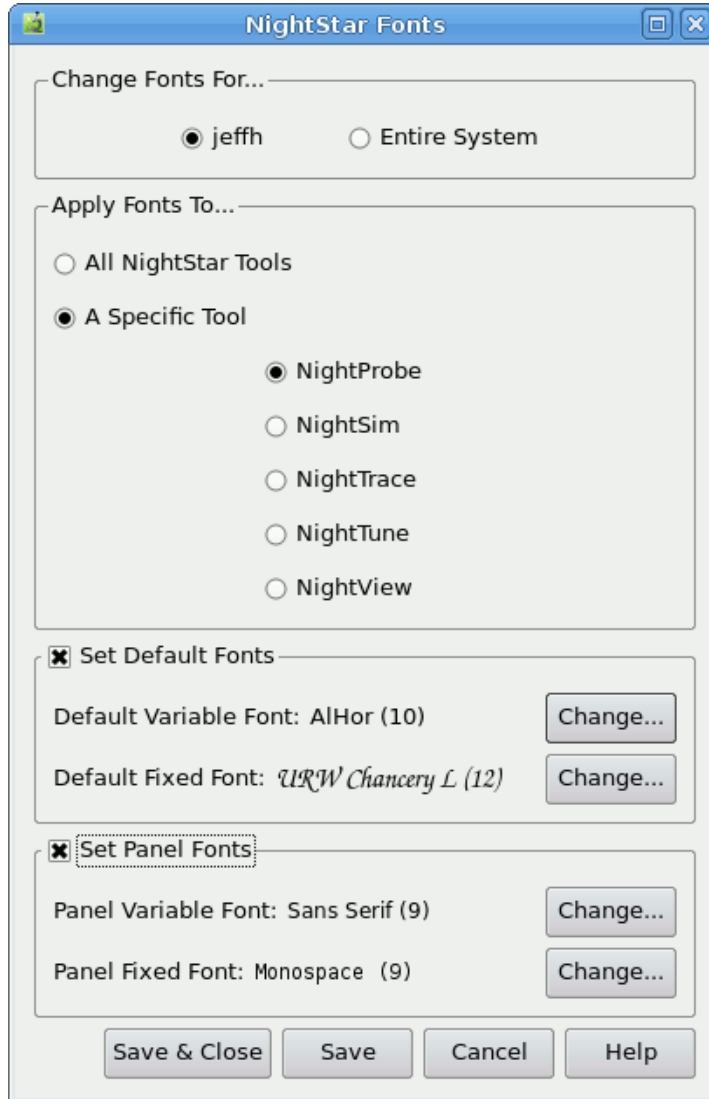 NightStar Fonts
Change Fonts For...
jeffh Entire System
Apply Fonts To...
All NightStar Tools
A Specific Tool
NightProbe
NightSim
NightTrace
NightTune
NightView
Set Default Fonts
Default Variable Font: AlHor (10) Change...
Default Fixed Font: URW Chancery L (12) Change...
Set Panel Fonts
Panel Variable Font: Sans Serif (9) Change...
Panel Fixed Font: Monospace (9) Change...
Save & Close Save Cancel Help